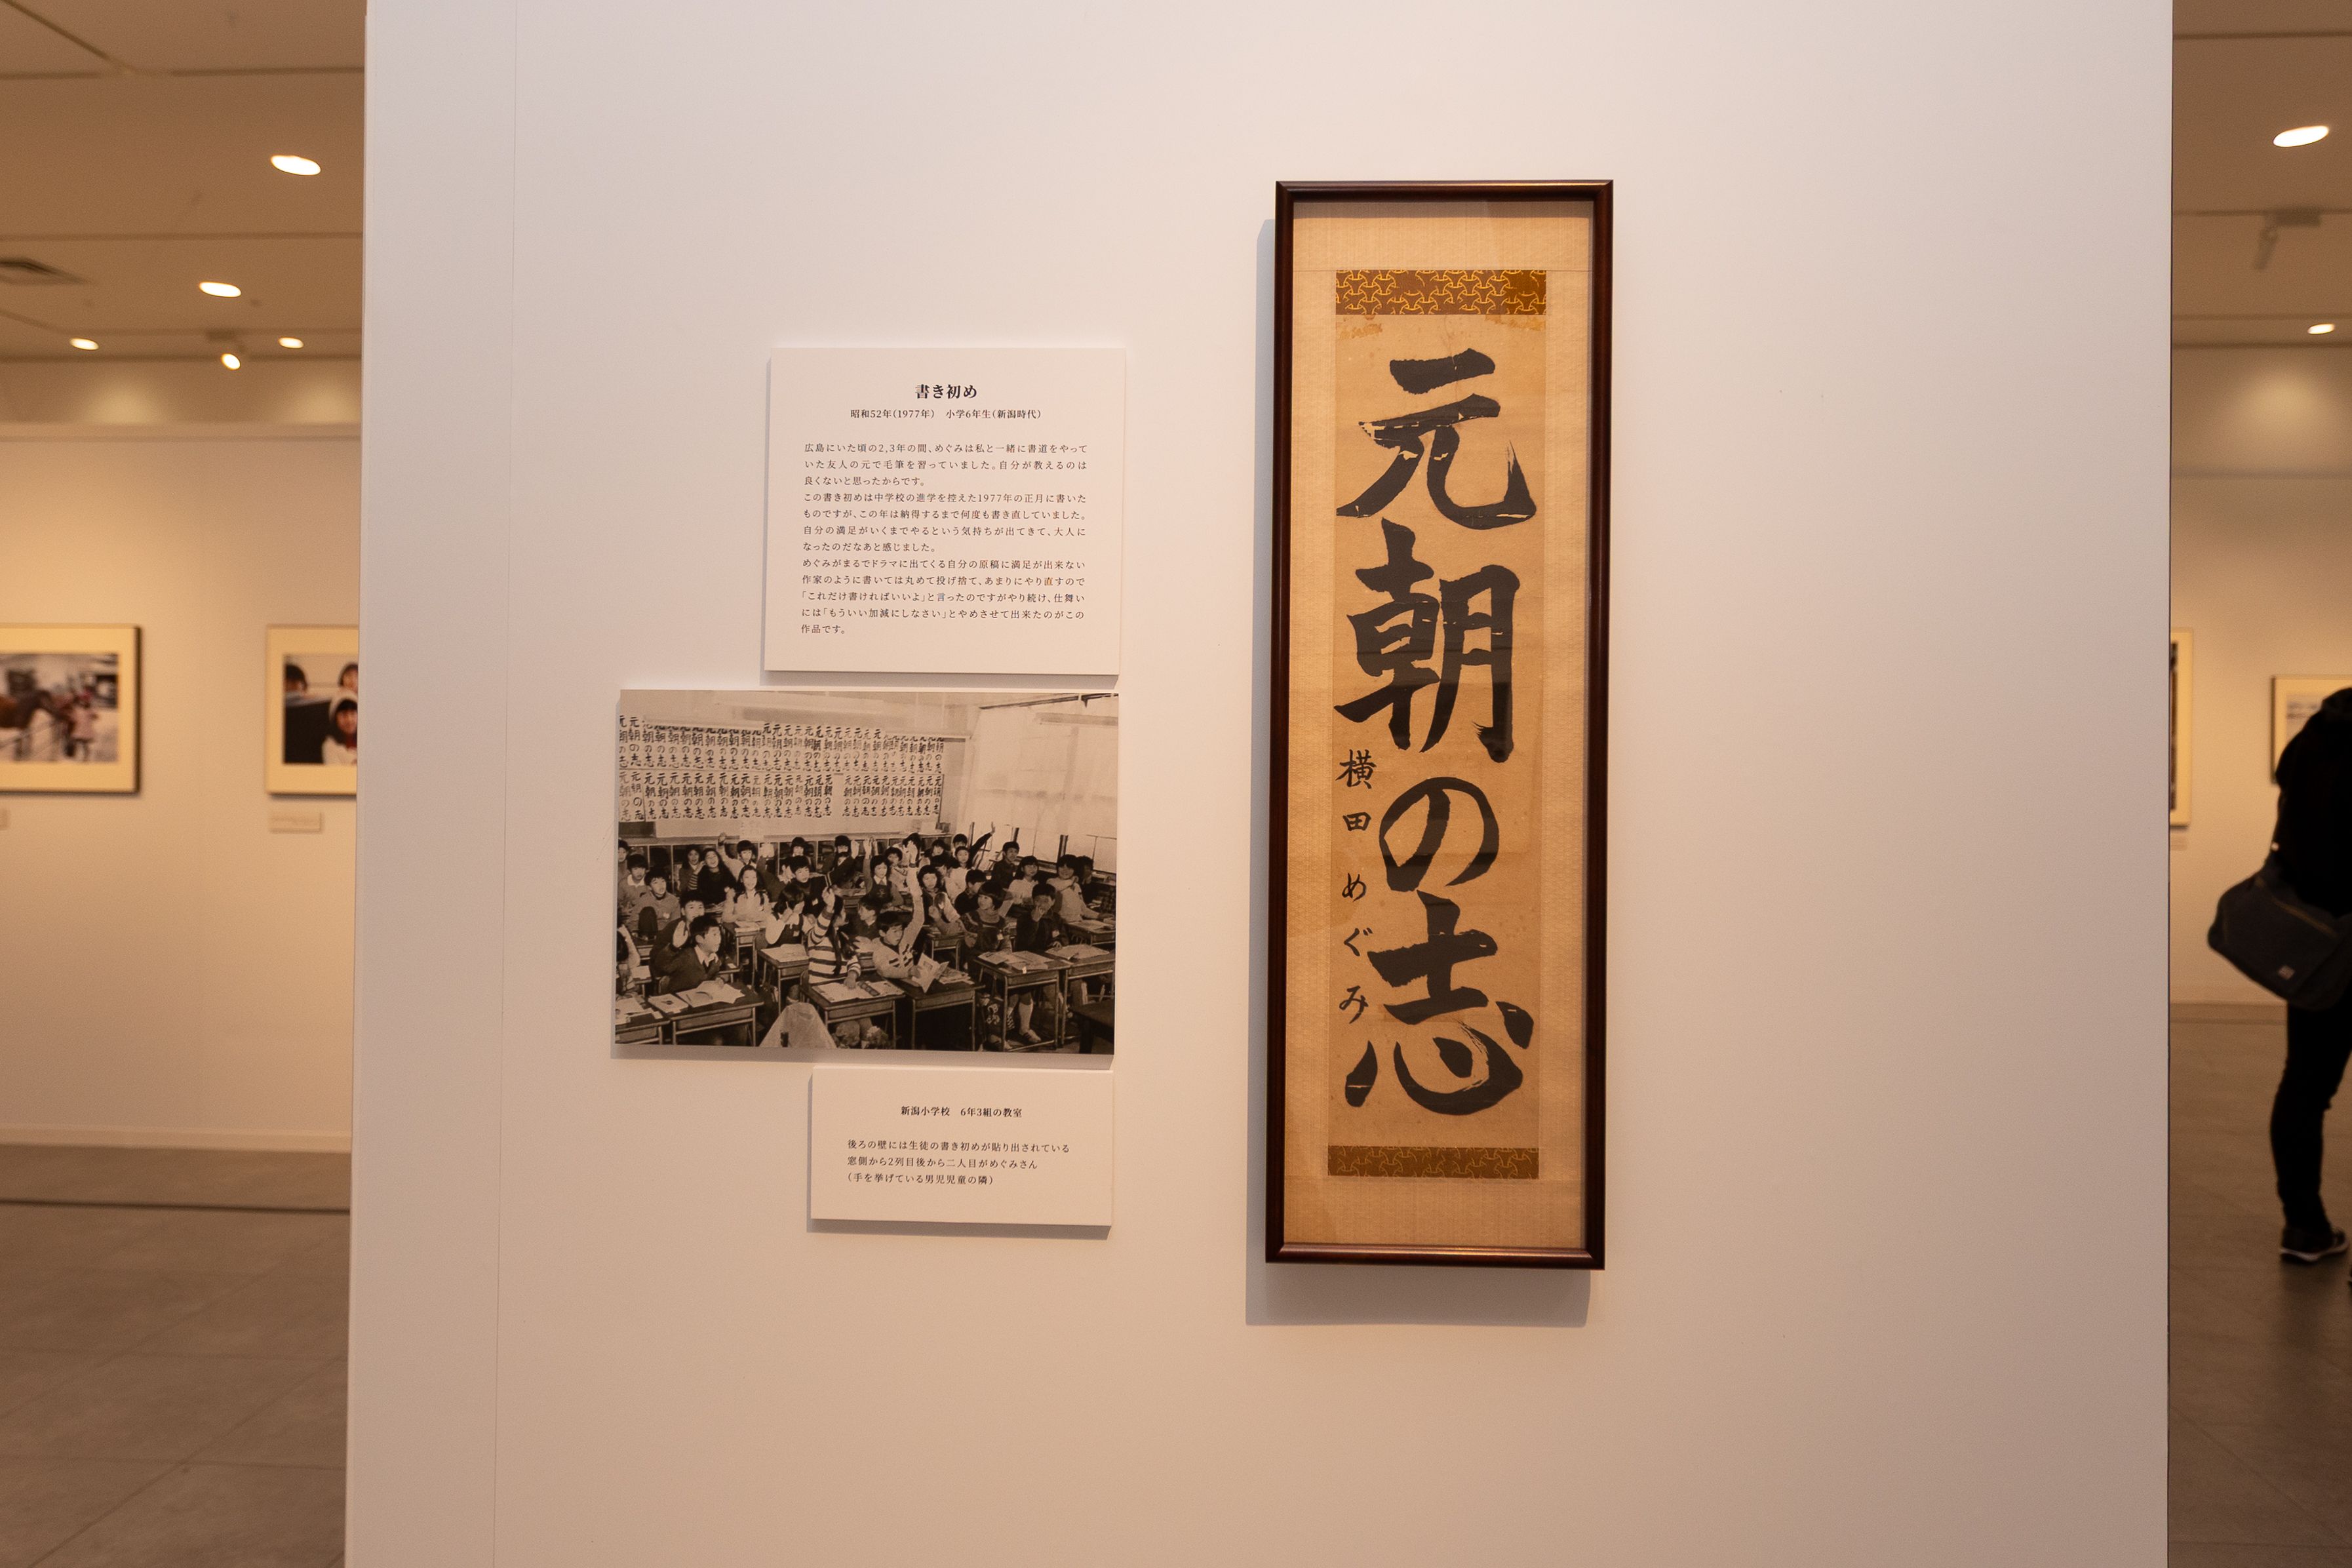 書き初め
昭和52年(1977年)　小学6年生(新潟時代)
広島にいた頃の2,3年の間、めぐみは私と一緒に書道をやって
いた友人の元で毛筆を習っていました。自分が教えるのは
良くないと思ったからです。
この書き初めは中学校の進学を控えた1977年の正月に書いた
ものですが、この年は納得するまで何度も書き直していました。
自分の満足がいくまでやるという気持ちが出てきて、大人に
なったのだなあと感じました。
めぐみがまるでドラマに出てくる自分の原稿に満足が出来ない
作家のように書いては丸めて投げ捨て、あまりにやり直すので
「これだけ書ければいいよ」と言ったのですがやり続け、仕舞い
には「もういい加減にしなさい」とやめさせて出来たのがこの
作品です。
新潟小学校　6年3組の教室
後ろの壁には生徒の書き初めが貼り出されている
窓側から2列目後から二人目がめぐみさん
(手を挙げている男児児童の隣)
元朝の志
横田めぐみ